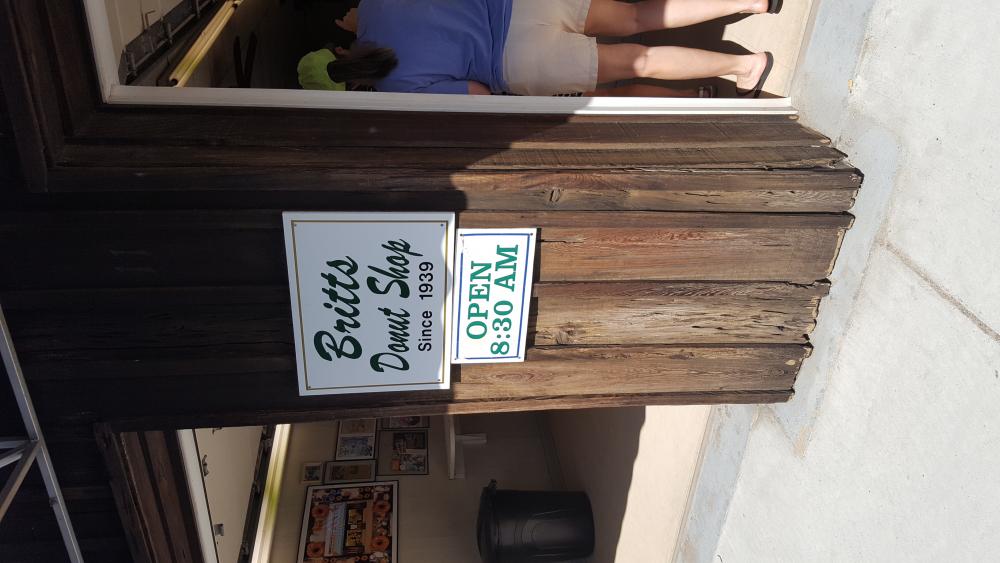 Britts
Donut Shop
Since 1939
OPEN
8:30 AM